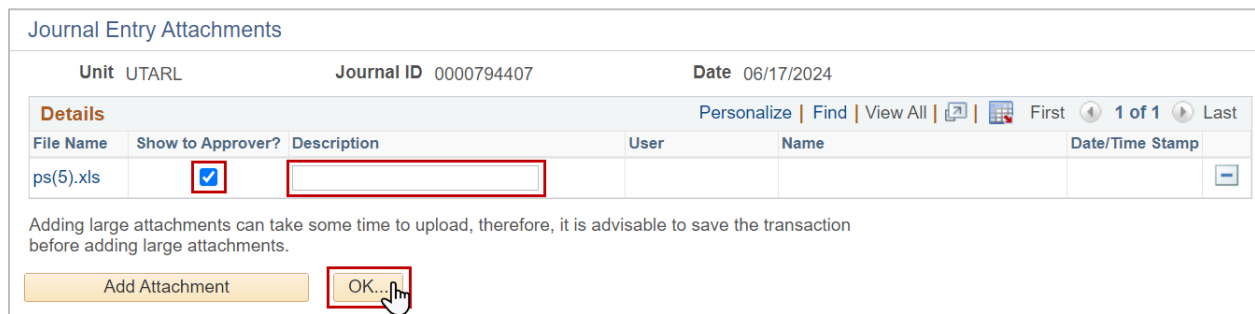 Journal Entry Attachments
Unit UTARL Journal ID 0000794407 Date 06/17/2024
Details Personalize | Find | View All | | First 1 of 1 Last
File Name Show to Approver? Description User Name Date/Time Stamp
ps(5).xls
Adding large attachments can take some time to upload, therefore, it is advisable to save the transaction
before adding large attachments.
Add Attachment OK...